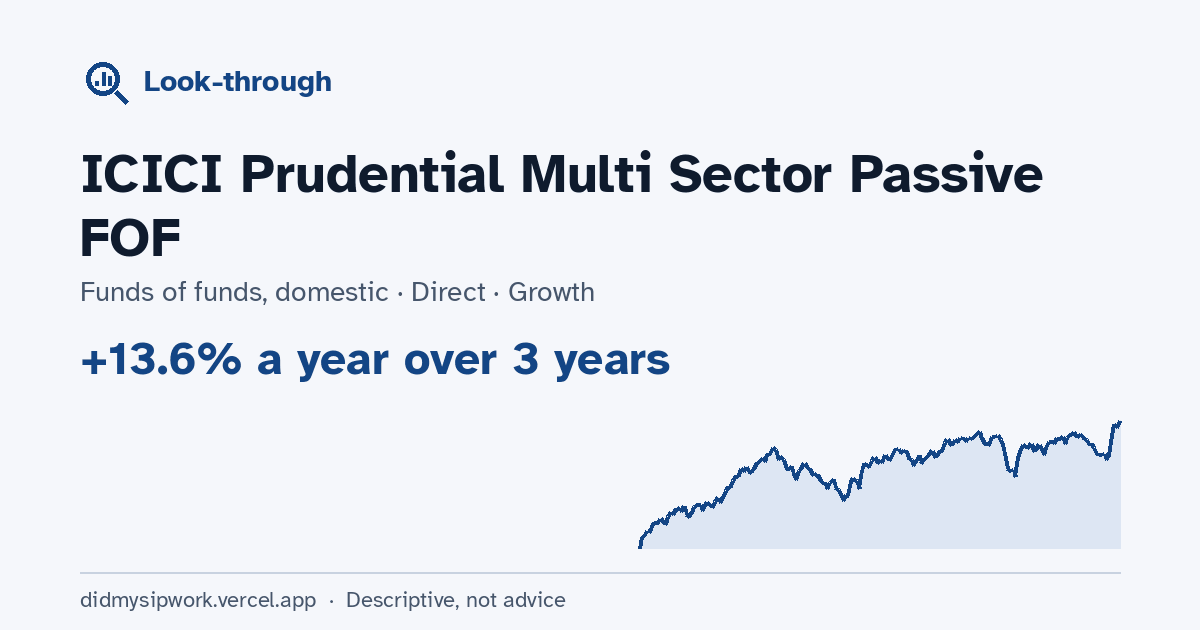 Look-through
ICICI Prudential Multi Sector Passive
FOF
Funds of funds, domestic · Direct · Growth
+13.6% a year over 3 years
didmysipwork.vercel.app · Descriptive, not advice